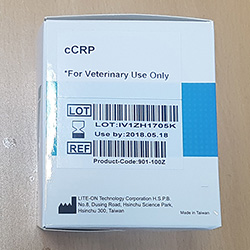 cCRP
*For Veterinary Use Only
LOT
LOT:IV1ZH1705K
Use by:2018.05.18
REF
Product-Code:901-100Z
LITE-ON Technology Corporation H.S.P.B.
No.8, Dusing Road, Hsinchu Science Park,
Hsinchu 300, Taiwan
Made in Taiwan